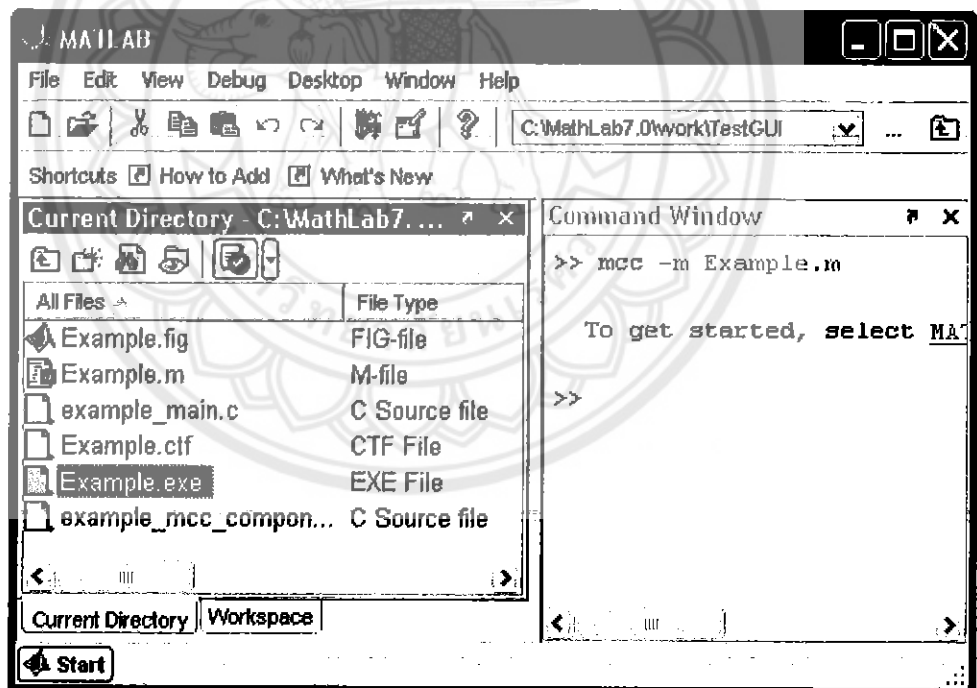 MATLAB
File Edit View Debug Desktop Window Help
C:\MathLab7.0\work\TestGUI ...
Shortcuts How to Add What's New
Current Directory - C:\MathLab7....
All Files File Type
Example.fig FIG-file
Example.m M-file
example_main.c C Source file
Example.ctf CTF File
Example.exe EXE File
example_mcc_compon... C Source file
Current Directory Workspace
Command Window
>> mcc -m Example.m
To get started, select MAT
>>
Start